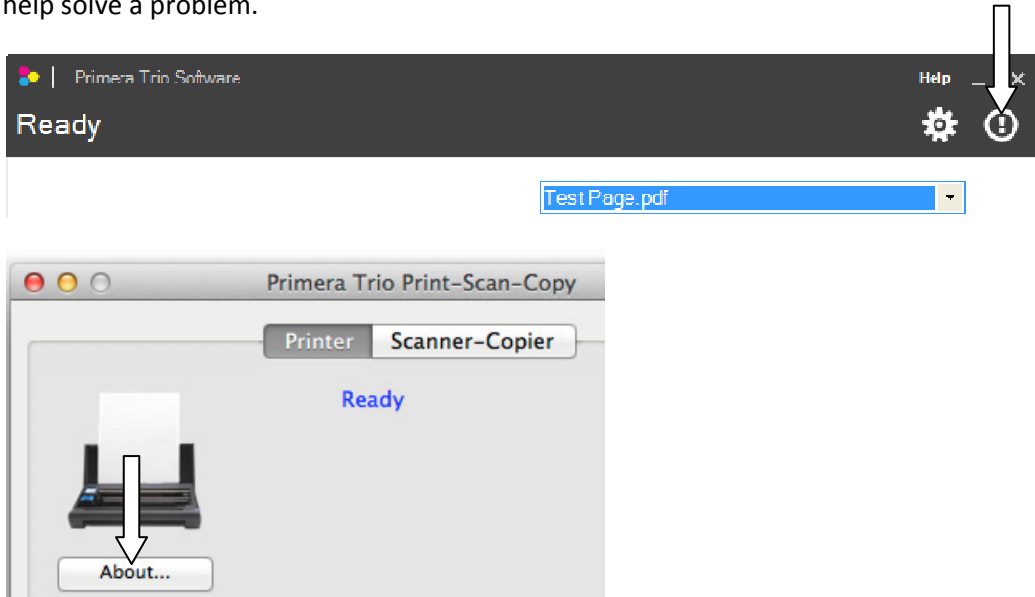 help solve a problem.
Primera Trio Software
Help
Ready
Test Page.pdf
Primera Trio Print-Scan-Copy
Printer Scanner-Copier
Ready
About...